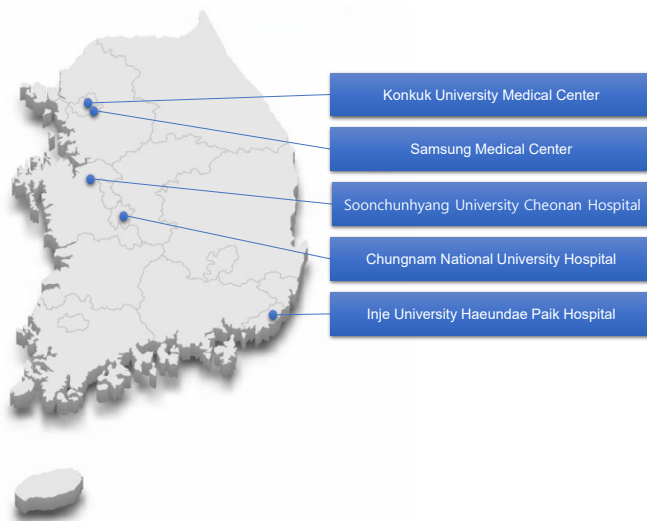 Konkuk University Medical Center
Samsung Medical Center
Soonchunhyang University Cheonan Hospital
Chungnam National University Hospital
Inje University Haeundae Paik Hospital